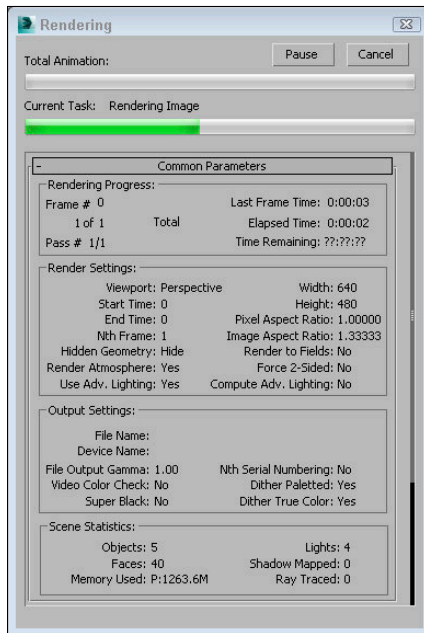 Rendering
Pause Cancel
Total Animation:
Current Task: Rendering Image
- Common Parameters
Rendering Progress:
Frame # 0 Last Frame Time: 0:00:03
1 of 1 Total Elapsed Time: 0:00:02
Pass # 1/1 Time Remaining: ??:??:??
Render Settings:
Viewport: Perspective Width: 640
Start Time: 0 Height: 480
End Time: 0 Pixel Aspect Ratio: 1.00000
Nth Frame: 1 Image Aspect Ratio: 1.33333
Hidden Geometry: Hide Render to Fields: No
Render Atmosphere: Yes Force 2-Sided: No
Use Adv. Lighting: Yes Compute Adv. Lighting: No
Output Settings:
File Name:
Device Name:
File Output Gamma: 1.00 Nth Serial Numbering: No
Video Color Check: No Dither Paletted: Yes
Super Black: No Dither True Color: Yes
Scene Statistics:
Objects: 5 Lights: 4
Faces: 40 Shadow Mapped: 0
Memory Used: P:1263.6M Ray Traced: 0